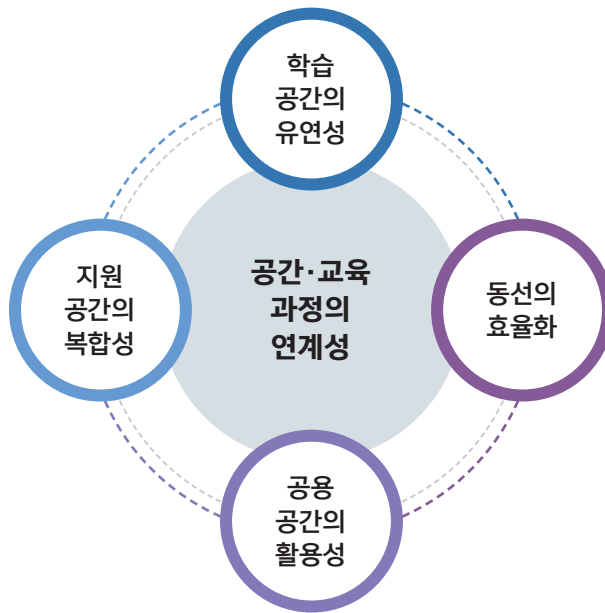 학습
공간의
유연성
지원
공간의
복합성
공간·교육
과정의
연계성
동선의
효율화
공용
공간의
활용성